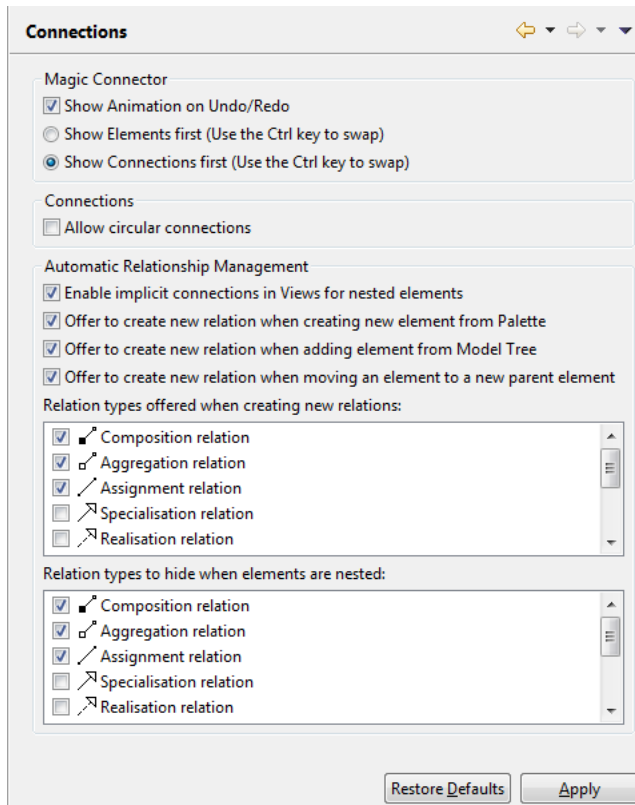 Connections
Magic Connector
Show Animation on Undo/Redo
Show Elements first (Use the Ctrl key to swap)
Show Connections first (Use the Ctrl key to swap)
Connections
Allow circular connections
Automatic Relationship Management
Enable implicit connections in Views for nested elements
Offer to create new relation when creating new element from Palette
Offer to create new relation when adding element from Model Tree
Offer to create new relation when moving an element to a new parent element
Relation types offered when creating new relations:
Composition relation
Aggregation relation
Assignment relation
Specialisation relation
Realisation relation
Relation types to hide when elements are nested:
Composition relation
Aggregation relation
Assignment relation
Specialisation relation
Realisation relation
Restore Defaults Apply